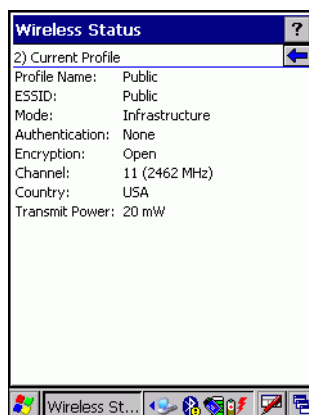 Wireless Status ?
2) Current Profile
Profile Name: Public
ESSID: Public
Mode: Infrastructure
Authentication: None
Encryption: Open
Channel: 11 (2462 MHz)
Country: USA
Transmit Power: 20 mW
Wireless St...